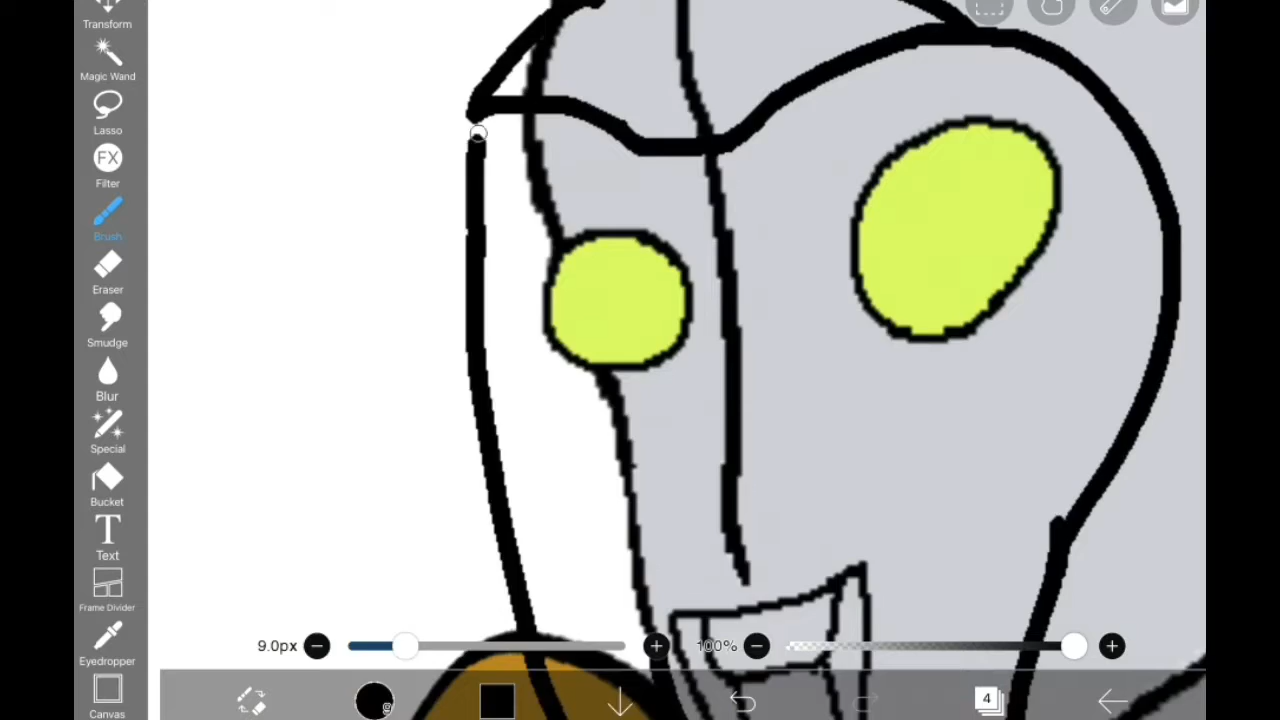 Transform
Magic Wand
Lasso
FX
Filter
Brush
Eraser
Smudge
Blur
Special
Bucket
T
Text
Frame Divider
Eyedropper
Canvas
9.0px
100%
9
4